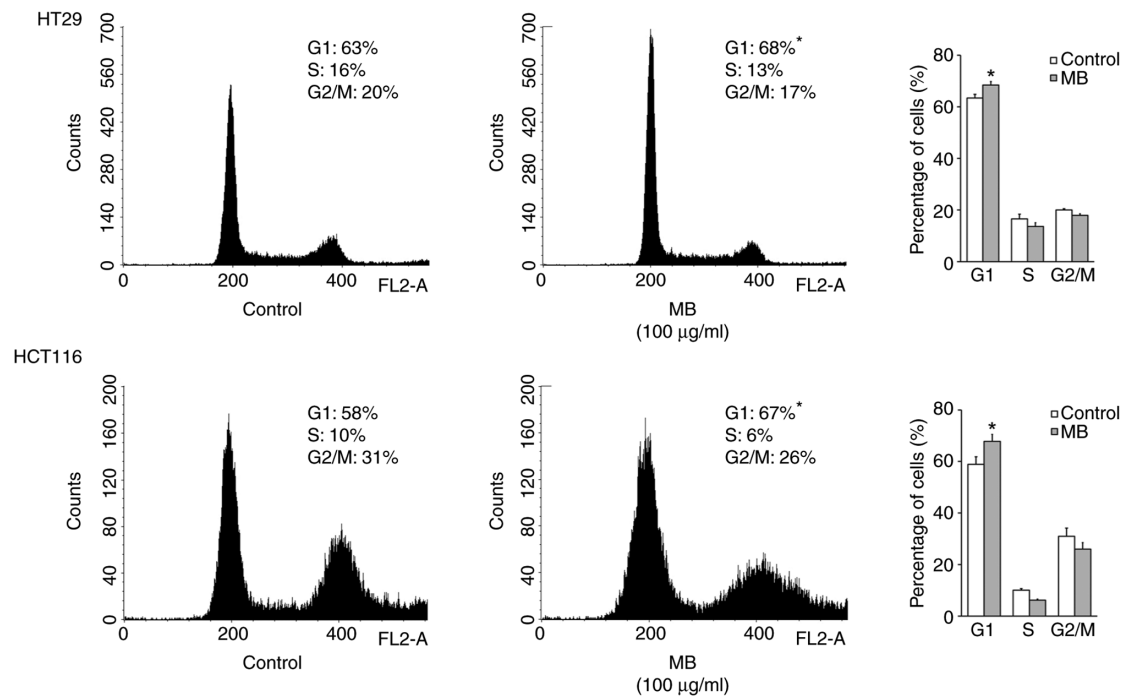 HT29
700
560
420
280
140
0
Counts
G1: 63%
S: 16%
G2/M: 20%
0 200 400 FL2-A
Control
700
560
420
280
140
0
Counts
G1: 68%*
S: 13%
G2/M: 17%
0 200 400 FL2-A
MB
(100 µg/ml)
80
60
40
20
0
Percentage of cells (%)
Control
MB
*
G1 S G2/M
HCT116
200
160
120
80
40
0
Counts
G1: 58%
S: 10%
G2/M: 31%
0 200 400 FL2-A
Control
200
160
120
80
40
0
Counts
G1: 67%*
S: 6%
G2/M: 26%
0 200 400 FL2-A
MB
(100 µg/ml)
80
60
40
20
0
Percentage of cells (%)
Control
MB
*
G1 S G2/M